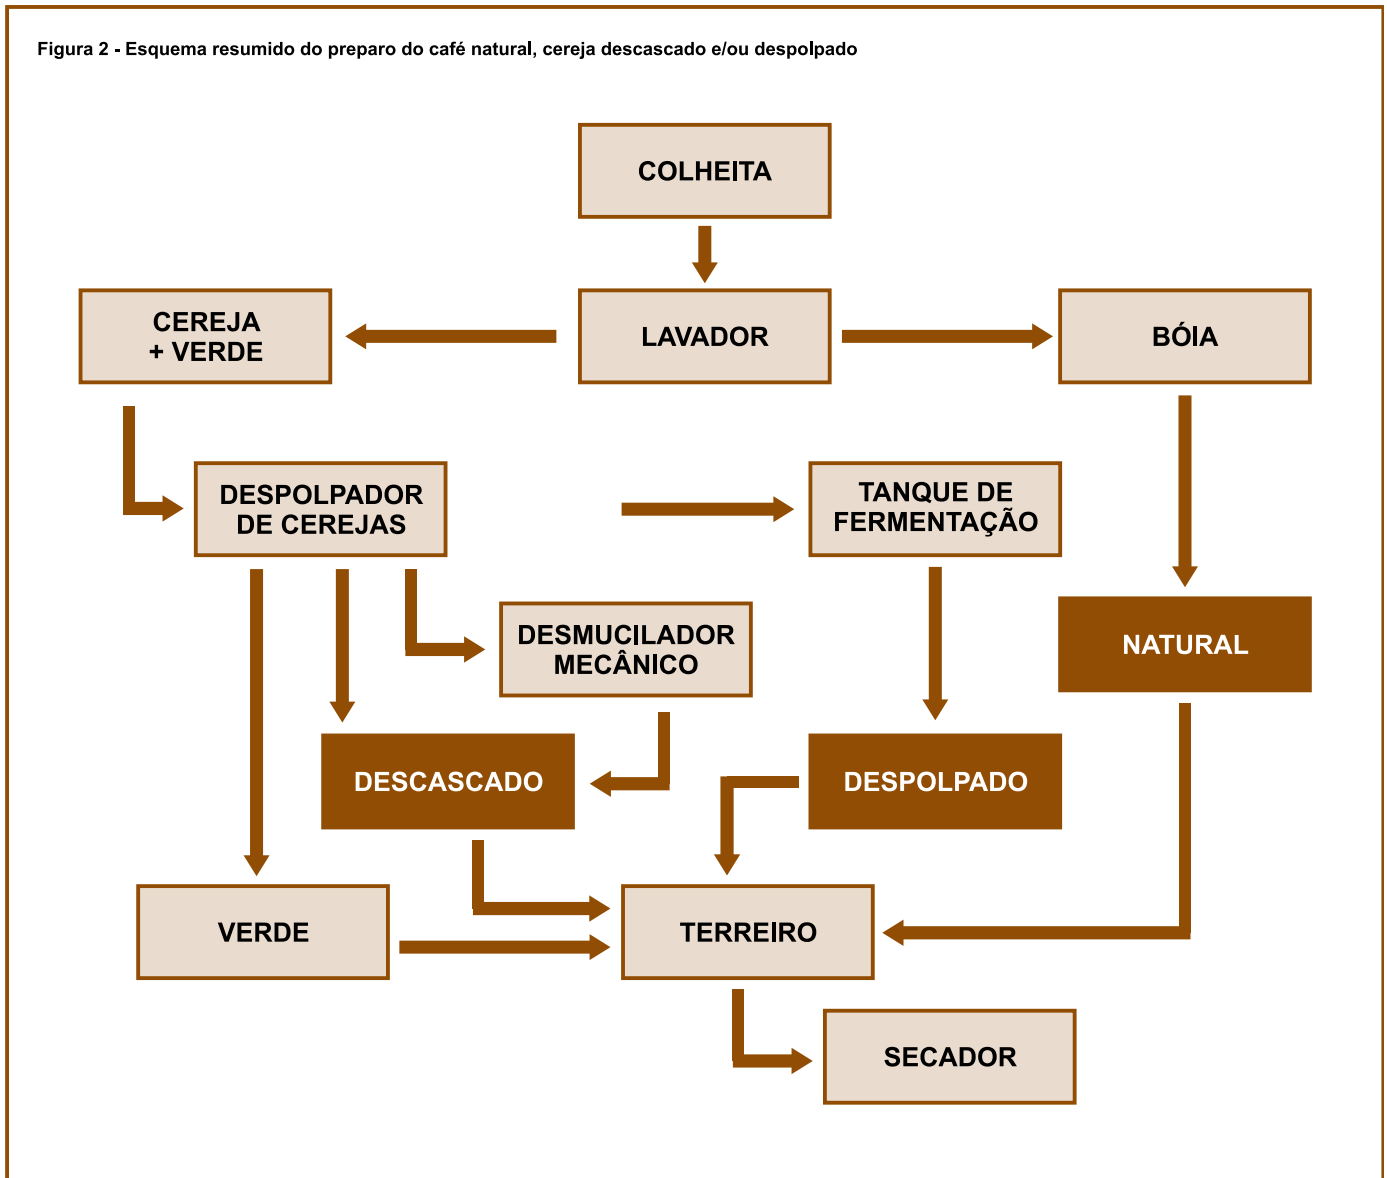 Figura 2 - Esquema resumido do preparo do café natural, cereja descascado e/ou despolpado
COLHEITA
CEREJA
+ VERDE
LAVADOR
BÓIA
DESPOLPADOR
DE CEREJAS
TANQUE DE
FERMENTAÇÃO
DESMUCILADOR
MECÂNICO
NATURAL
DESCASCADO
DESPOLPADO
VERDE
TERREIRO
SECADOR